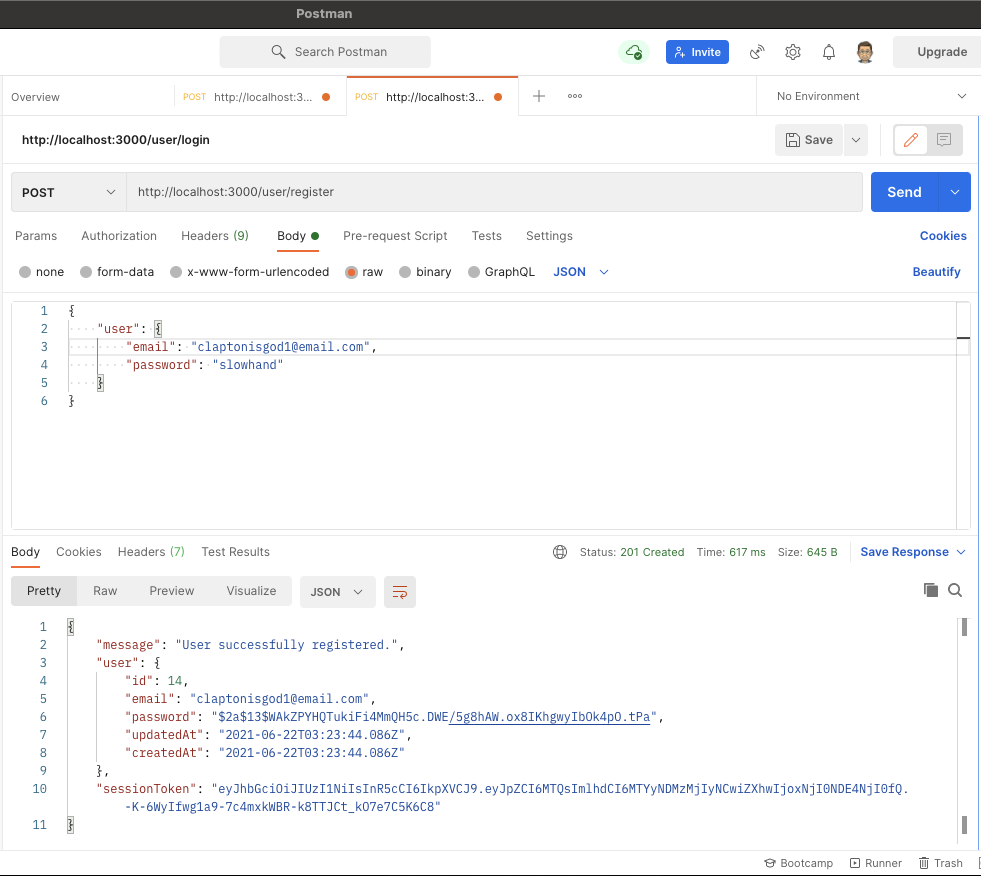 Postman
Search Postman
Invite
Upgrade
Overview
POST http://localhost:3...
POST http://localhost:3...
No Environment
http://localhost:3000/user/login
Save
POST
http://localhost:3000/user/register
Send
Params Authorization Headers (9) Body Pre-request Script Tests Settings Cookies
none form-data x-www-form-urlencoded raw binary GraphQL JSON Beautify
1 {
2 "user": {
3 "email": "claptonisgod1@email.com",
4 "password": "slowhand"
5 }
6 }
Body Cookies Headers (7) Test Results Status: 201 Created Time: 617 ms Size: 645 B Save Response
Pretty Raw Preview Visualize JSON
1 {
2 "message": "User successfully registered.",
3 "user": {
4 "id": 14,
5 "email": "claptonisgod1@email.com",
6 "password": "$2a$13$WAkZPYHQTukiFi4MmQH5c.DWE/5g8hAW.ox8IKhgwyIbOk4pO.tPa",
7 "updatedAt": "2021-06-22T03:23:44.086Z",
8 "createdAt": "2021-06-22T03:23:44.086Z"
9 },
10 "sessionToken": "eyJhbGciOiJIUzI1NiIsInR5cCI6IkpXVCJ9.eyJpZCI6MTQsImlhdCI6MTYyNDMzMjIyNCwiZXhwIjoxNjI0NDE4NjI0fQ.
-K-6WyIfwg1a9-7c4mxkWBR-k8TTJCt_kO7e7C5K6C8"
11 }
Bootcamp Runner Trash